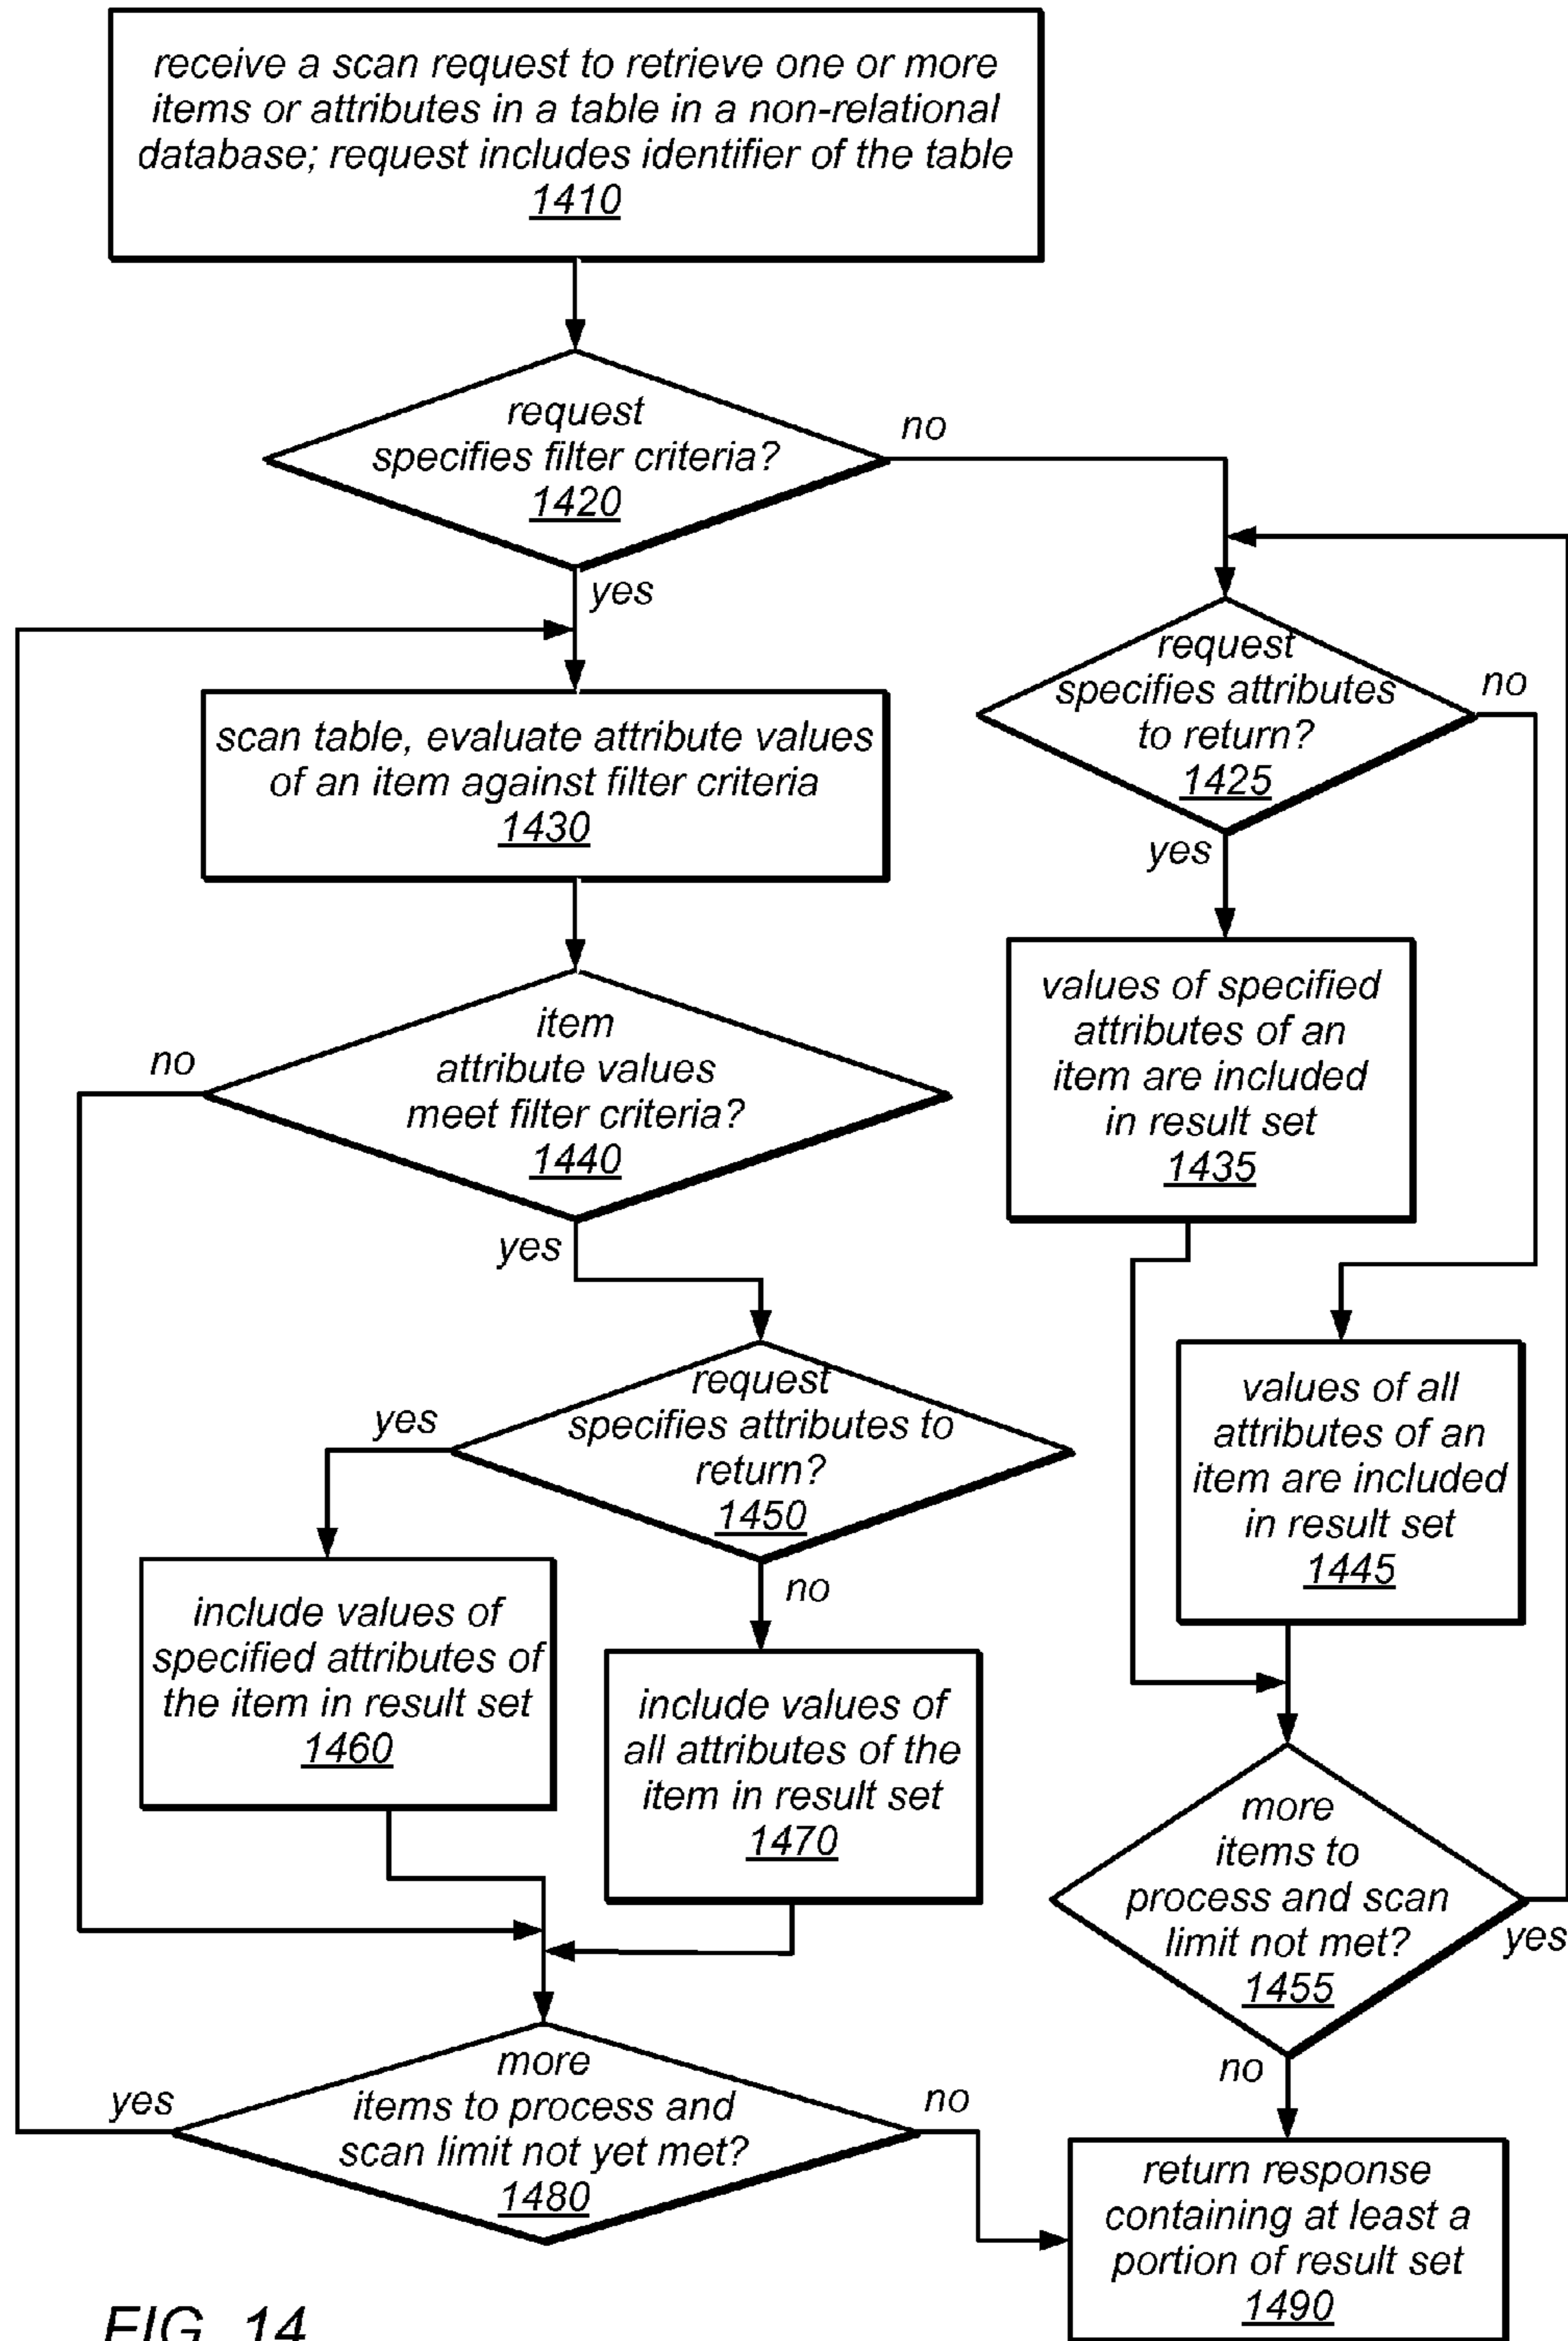 receive a scan request to retrieve one or more
items or attributes in a table in a non-relational
database; request includes identifier of the table
1410
request
specifies filter criteria?
1420
no
yes
request
specifies attributes
to return?
1425
no
yes
scan table, evaluate attribute values
of an item against filter criteria
1430
values of specified
attributes of an
item are included
in result set
1435
item
attribute values
meet filter criteria?
1440
no
yes
request
specifies attributes to
return?
1450
yes
no
values of all
attributes of an
item are included
in result set
1445
include values of
specified attributes of
the item in result set
1460
include values of
all attributes of the
item in result set
1470
more
items to
process and scan
limit not met?
1455
yes
no
more
items to process and
scan limit not yet met?
1480
yes
no
return response
containing at least a
portion of result set
1490
FIG. 14